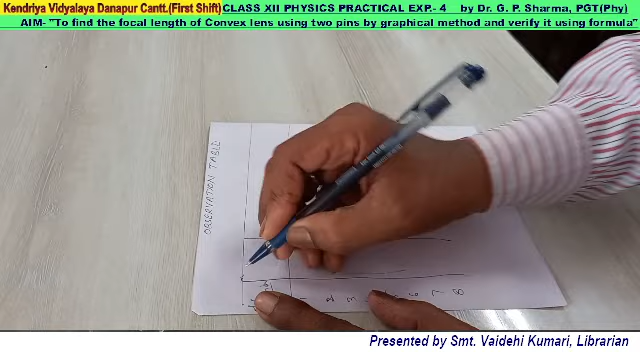 Kendriya Vidyalaya Danapur Cantt.(First Shift) CLASS XII PHYSICS PRACTICAL EXP.- 4 by Dr. G. P. Sharma, PGT(Phy)
AIM- "To find the focal length of Convex lens using two pins by graphical method and verify it using formula"
OBSERVATION TABLE
Presented by Smt. Vaidehi Kumari, Librarian